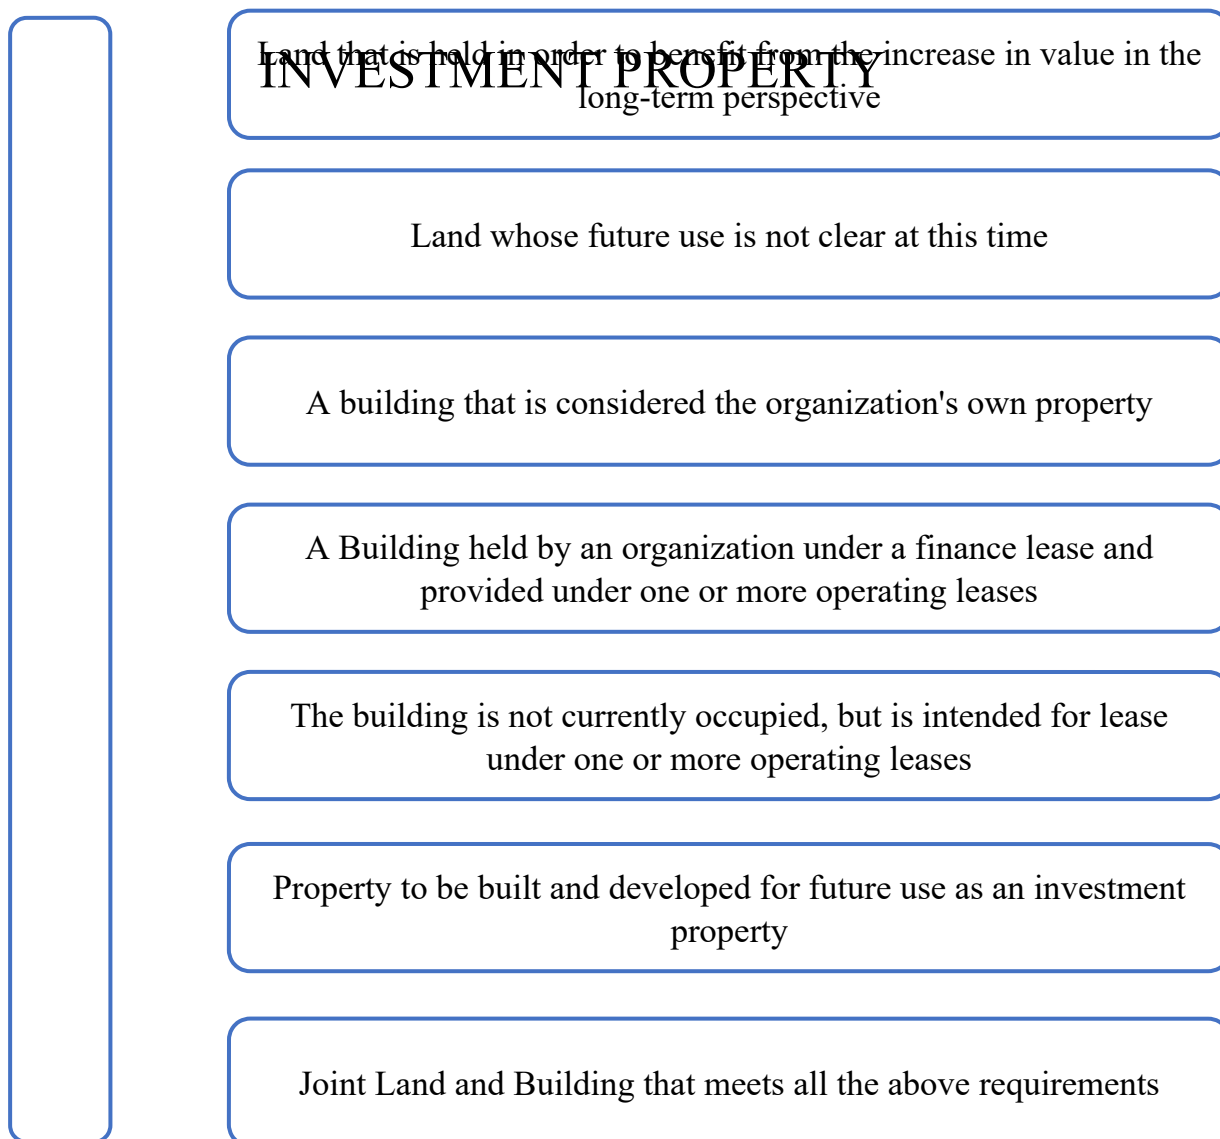 INVESTMENT PROPERTY
Land that is held in order to benefit from the increase in value in the
long-term perspective
Land whose future use is not clear at this time
A building that is considered the organization's own property
A Building held by an organization under a finance lease and
provided under one or more operating leases
The building is not currently occupied, but is intended for lease
under one or more operating leases
Property to be built and developed for future use as an investment
property
Joint Land and Building that meets all the above requirements